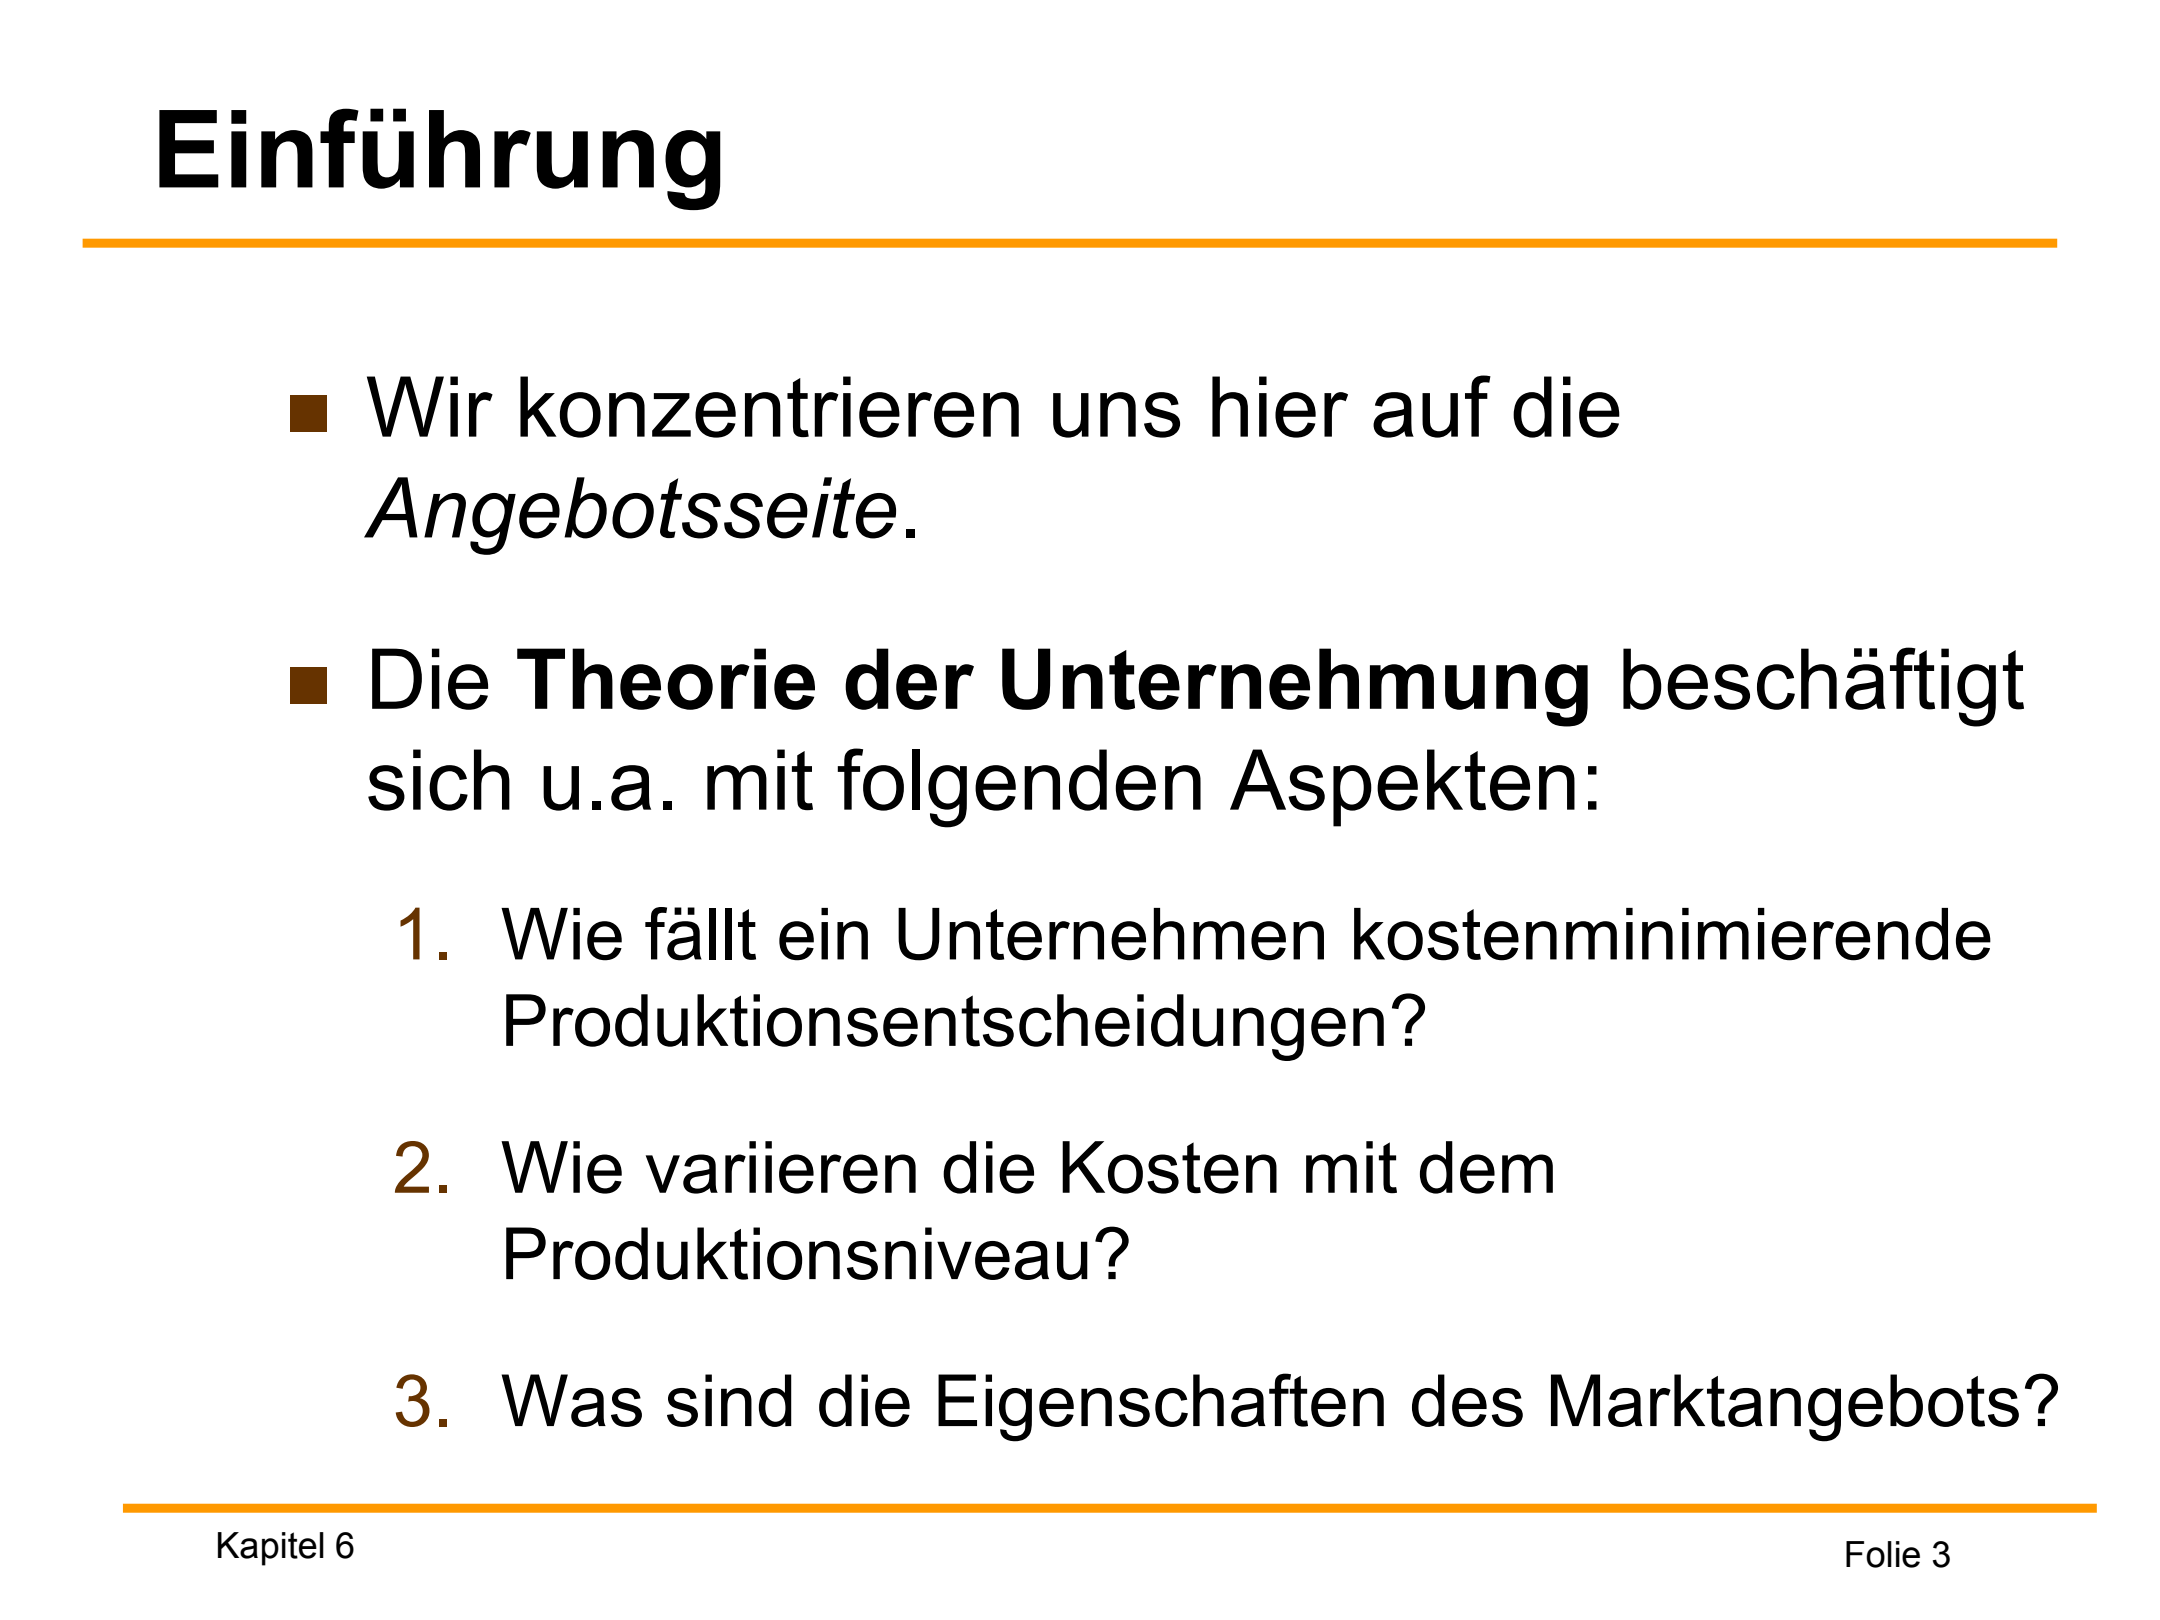 Einführung
Wir konzentrieren uns hier auf die
Angebotsseite.
Die Theorie der Unternehmung beschäftigt
sich u.a. mit folgenden Aspekten:
1. Wie fällt ein Unternehmen kostenminimierende
Produktionsentscheidungen?
2. Wie variieren die Kosten mit dem
Produktionsniveau?
3. Was sind die Eigenschaften des Marktangebots?
Kapitel 6
Folie 3